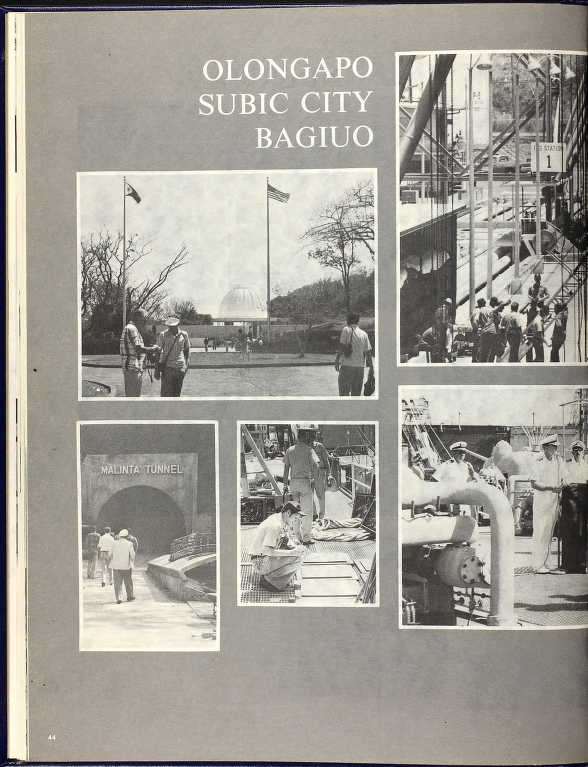 OLONGAPO
SUBIC CITY
BAGIUO
STATION
1
MALINTA TUNNEL
44